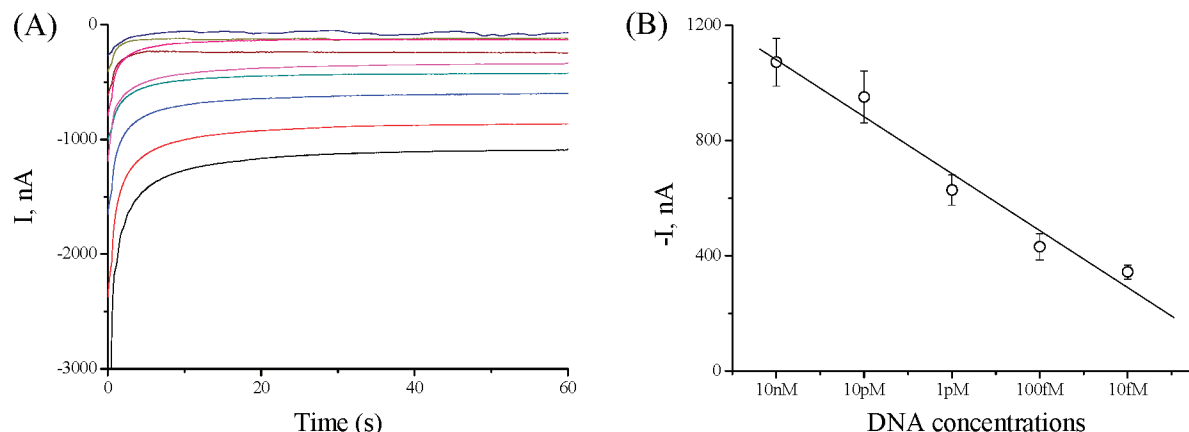 (A)
0
-1000
-2000
-3000
I, nA
0 20 40 60
Time (s)
(B)
1200
800
400
0
-I, nA
10nM 10pM 1pM 100fM 10fM
DNA concentrations